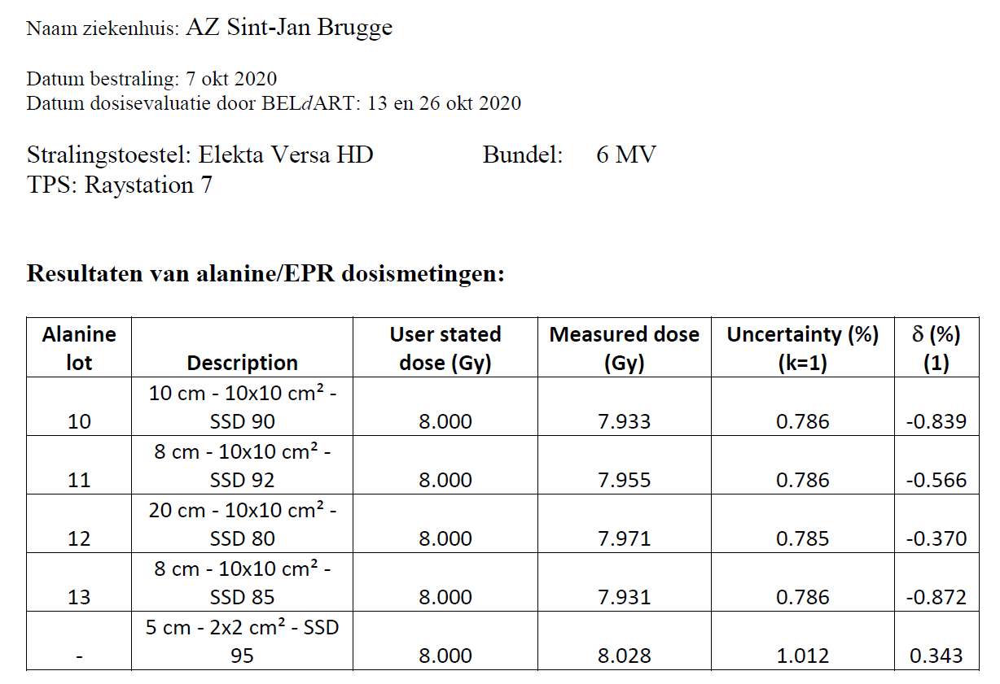 Naam ziekenhuis: AZ Sint-Jan Brugge
Datum bestraling: 7 okt 2020
Datum dosisevaluatie door BELdART: 13 en 26 okt 2020
Stralingstoestel: Elekta Versa HD Bundel: 6 MV
TPS: Raystation 7
Resultaten van alanine/EPR dosismetingen:
Alanine lot Description User stated dose (Gy) Measured dose (Gy) Uncertainty (%) (k=1) δ (%) (1)
10 10 cm - 10x10 cm² - SSD 90 8.000 7.933 0.786 -0.839
11 8 cm - 10x10 cm² - SSD 92 8.000 7.955 0.786 -0.566
12 20 cm - 10x10 cm² - SSD 80 8.000 7.971 0.785 -0.370
13 8 cm - 10x10 cm² - SSD 85 8.000 7.931 0.786 -0.872
- 5 cm - 2x2 cm² - SSD 95 8.000 8.028 1.012 0.343